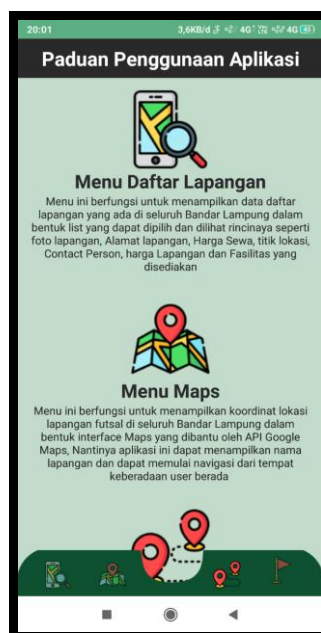 20:01
3,6KB/d
4G
4G
Paduan Penggunaan Aplikasi
Menu Daftar Lapangan
Menu ini berfungsi untuk menampilkan data daftar
lapangan yang ada di seluruh Bandar Lampung dalam
bentuk list yang dapat dipilih dan dilihat rincinaya seperti
foto lapangan, Alamat lapangan, Harga Sewa, titik lokasi,
Contact Person, harga Lapangan dan Fasilitas yang
disediakan
Menu Maps
Menu ini berfungsi untuk menampilkan koordinat lokasi
lapangan futsal di seluruh Bandar Lampung dalam
bentuk interface Maps yang dibantu oleh API Google
Maps, Nantinya aplikasi ini dapat menampilkan nama
lapangan dan dapat memulai navigasi dari tempat
keberadaan user berada